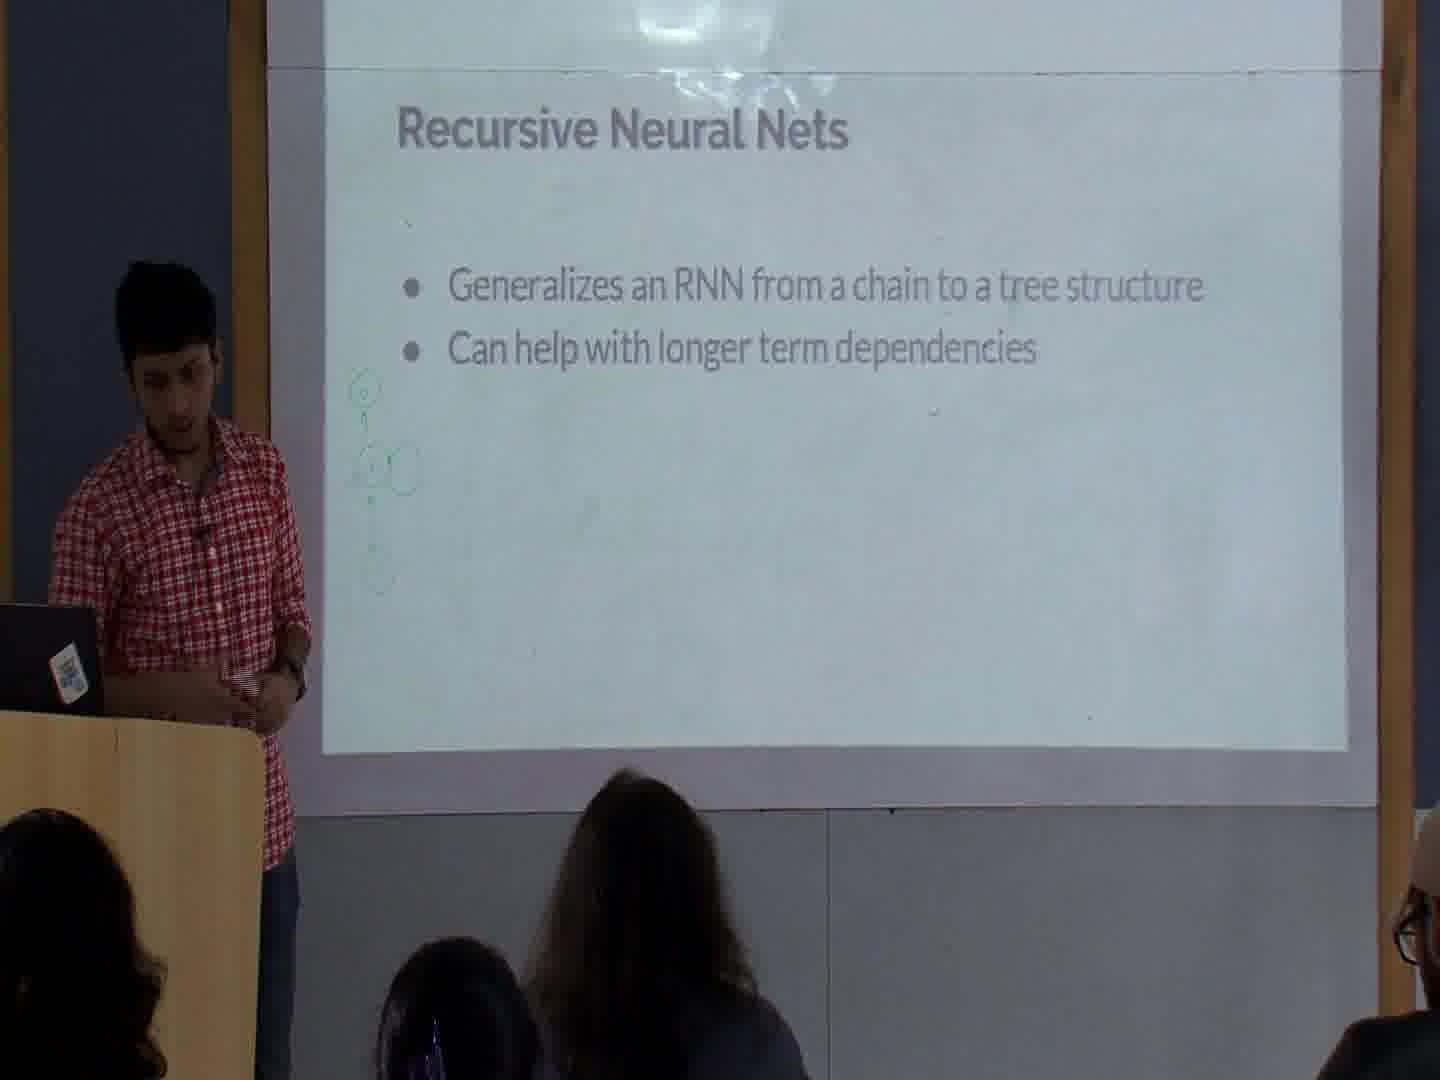 Recursive Neural Nets
● Generalizes an RNN from a chain to a tree structure
● Can help with longer term dependencies